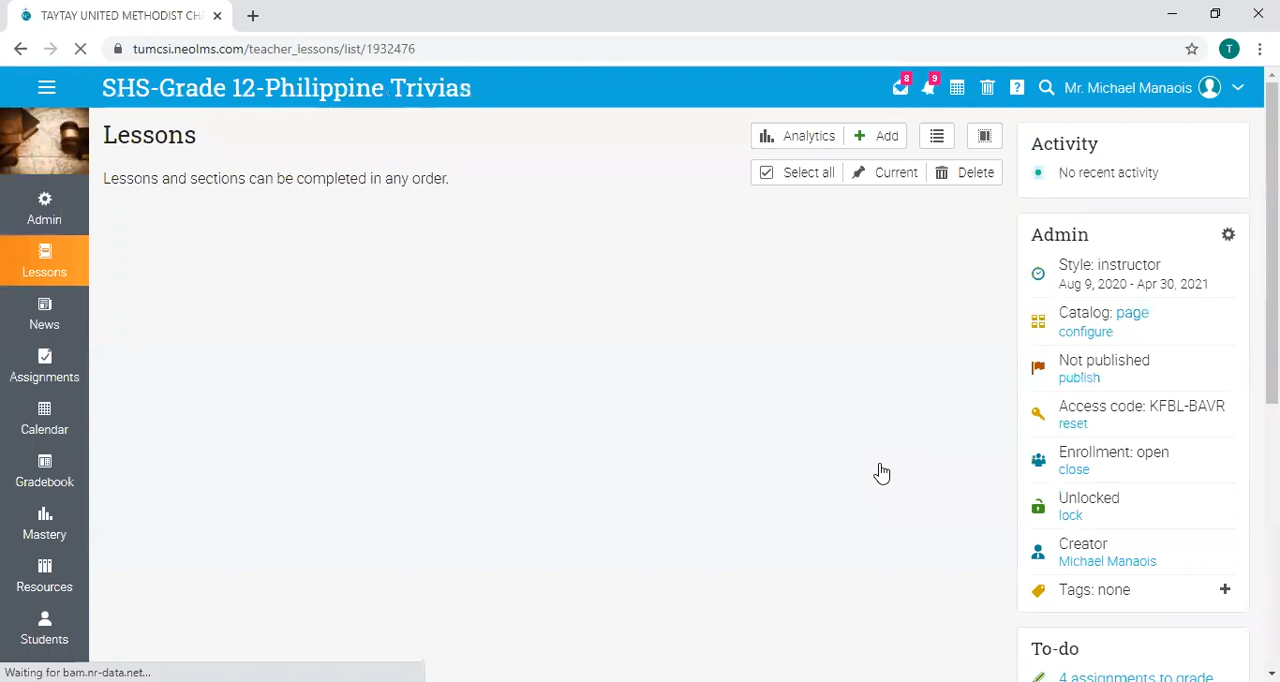 TAYTAY UNITED METHODIST CH
tumcsi.neolms.com/teacher_lessons/list/1932476
T
SHS-Grade 12-Philippine Trivias
8
9
Mr. Michael Manaois
Admin
Lessons
News
Assignments
Calendar
Gradebook
Mastery
Resources
Students
Lessons
Analytics
Add
Lessons and sections can be completed in any order.
Select all
Current
Delete
Activity
No recent activity
Admin
Style: instructor
Aug 9, 2020 - Apr 30, 2021
Catalog: page
configure
Not published
publish
Access code: KFBL-BAVR
reset
Enrollment: open
close
Unlocked
lock
Creator
Michael Manaois
Tags: none
To-do
4 assignments to grade
Waiting for bam.nr-data.net...